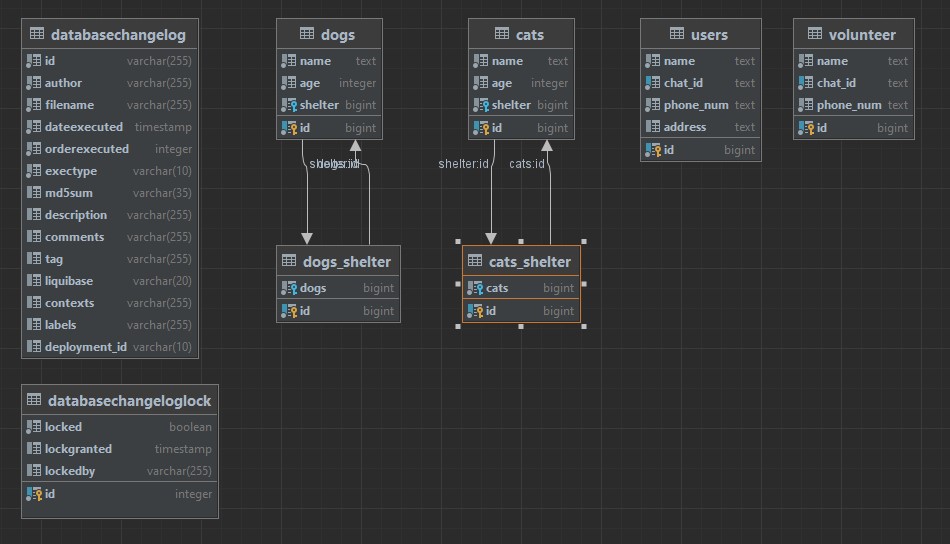 databasechangelog
id varchar(255)
author varchar(255)
filename varchar(255)
dateexecuted timestamp
orderexecuted integer
exectype varchar(10)
md5sum varchar(35)
description varchar(255)
comments varchar(255)
tag varchar(255)
liquibase varchar(20)
contexts varchar(255)
labels varchar(255)
deployment_id varchar(10)
databasechangeloglock
locked boolean
lockgranted timestamp
lockedby varchar(255)
id integer
dogs
name text
age integer
shelter bigint
id bigint
shelter:id
dogs:id
dogs_shelter
dogs bigint
id bigint
cats
name text
age integer
shelter bigint
id bigint
shelter:id
cats:id
cats_shelter
cats bigint
id bigint
users
name text
chat_id text
phone_num text
address text
id bigint
volunteer
name text
chat_id text
phone_num text
id bigint